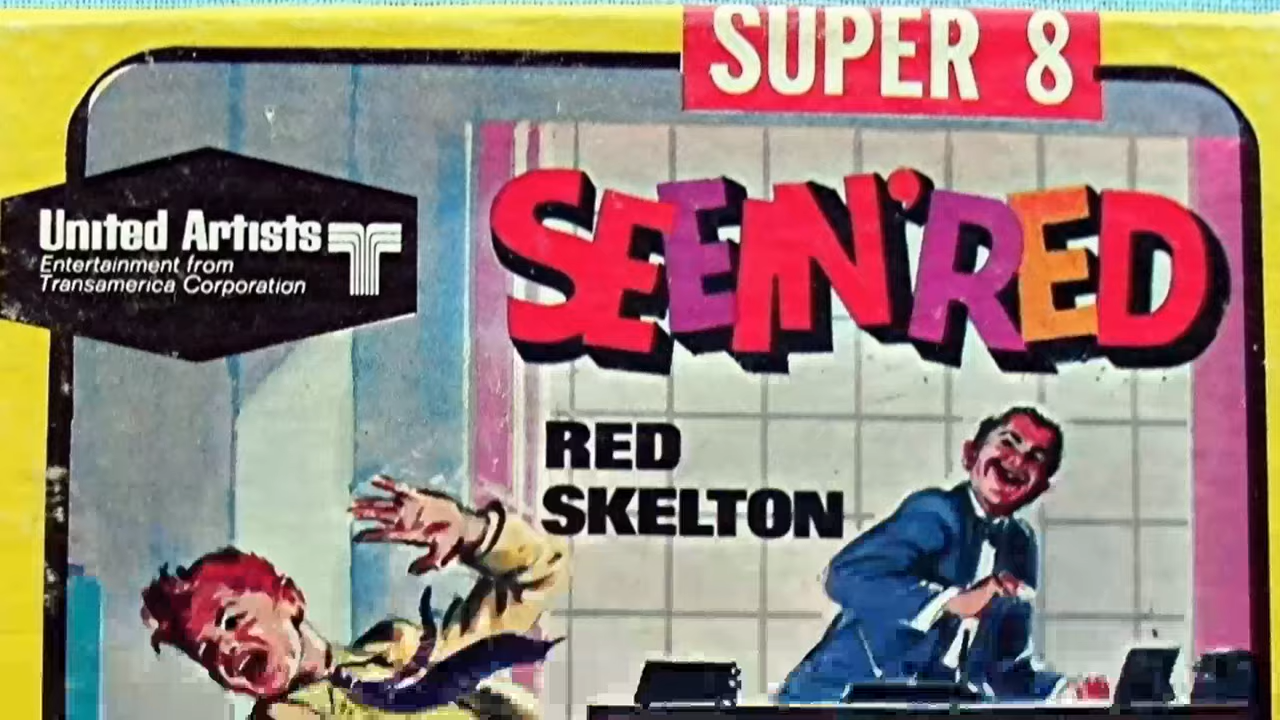 SUPER 8
United Artists
Entertainment from
Transamerica Corporation
SEEIN' RED
RED
SKELTON